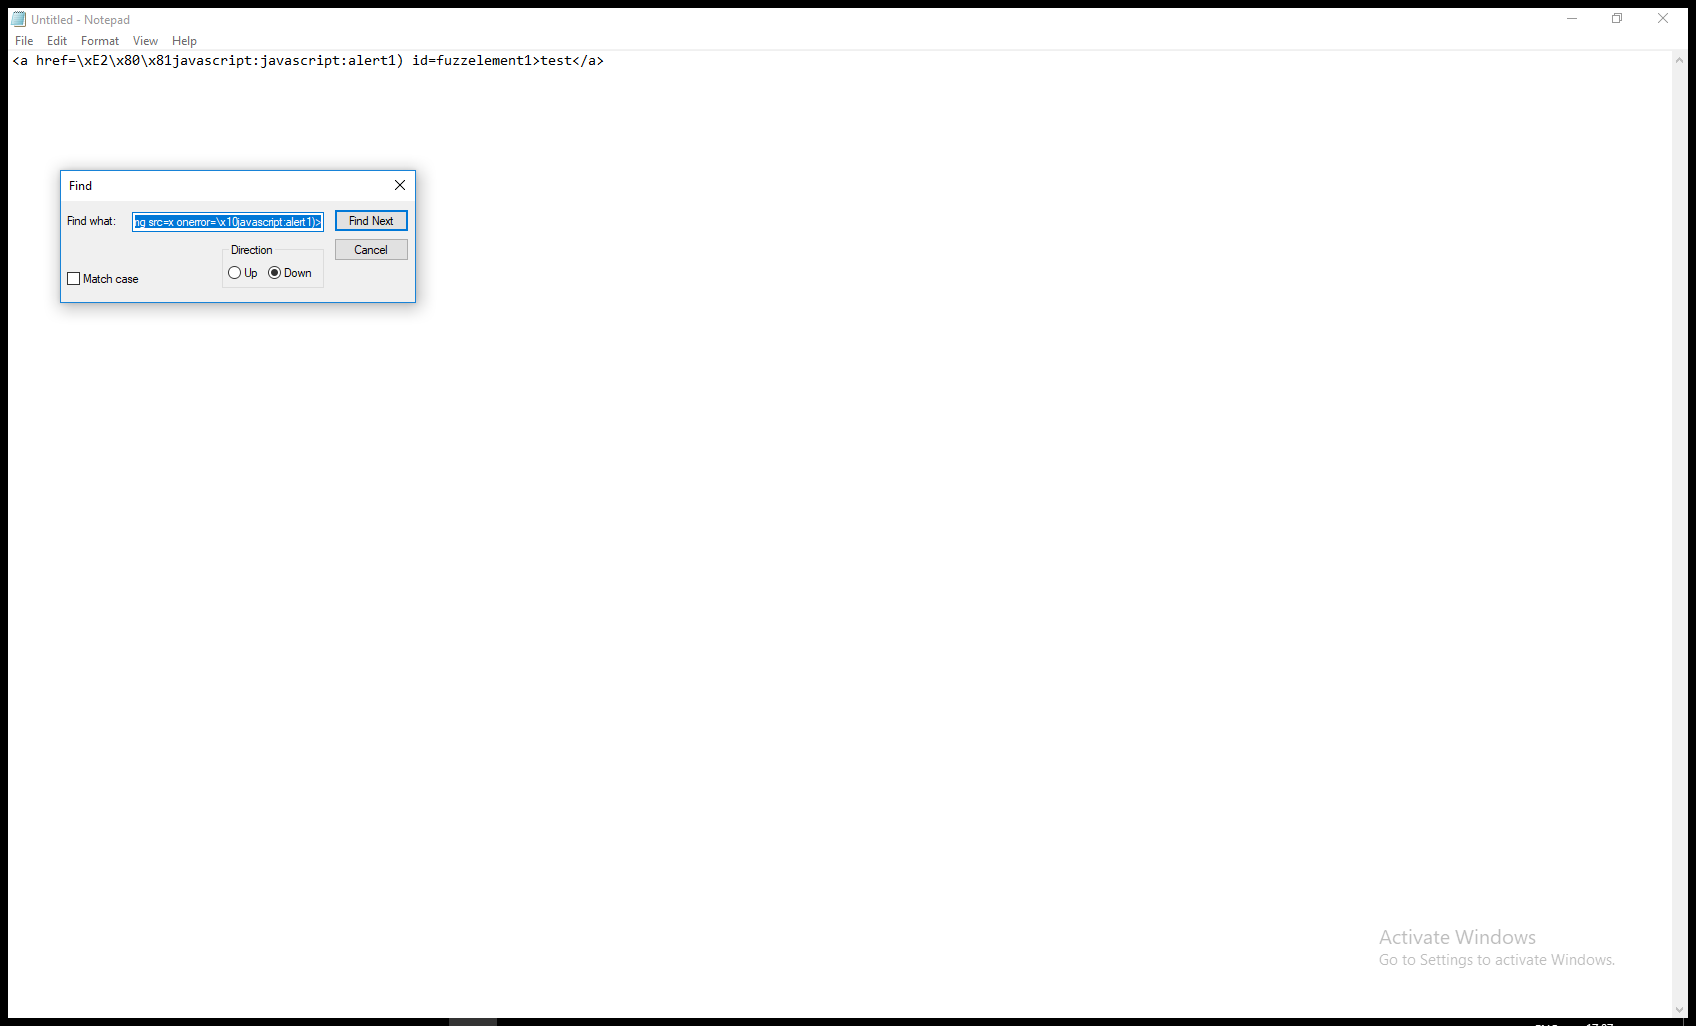 Untitled - Notepad
File Edit Format View Help
<a href=\xE2\x80\x81javascript:javascript:alert1) id=fuzzelement1>test</a>
Find
Find what: ng src=x onerror=\x10javascript:alert1)> Find Next
Direction Cancel
Up Down
Match case
Activate Windows
Go to Settings to activate Windows.